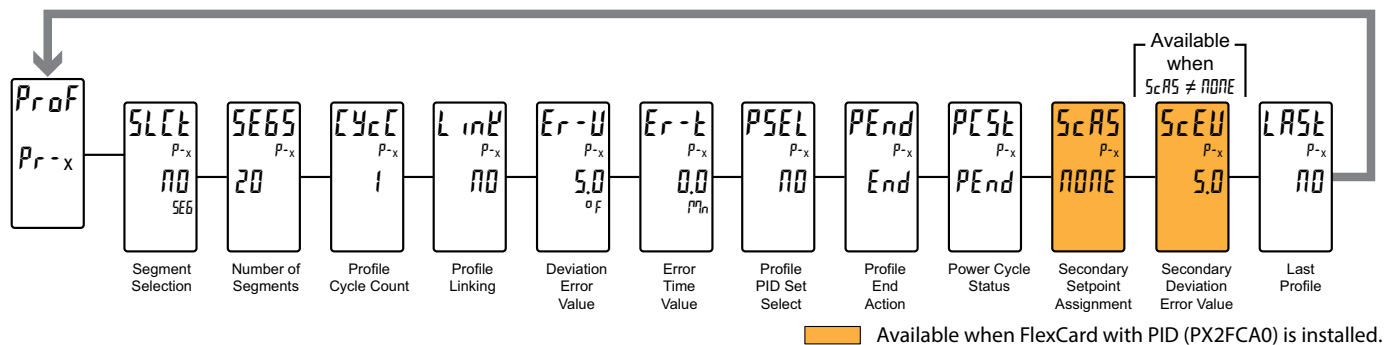 Available
when
ScAS ≠ NONE
ProF
Pr-x
SLCt
P-x
NO
SEG
SEGS
P-x
20
CYcC
P-x
1
LinK
P-x
NO
Er-U
P-x
5.0
°F
Er-t
P-x
0.0
Min
PSEL
P-x
NO
PEnd
P-x
End
PCSt
P-x
PEnd
ScAS
P-x
NONE
ScEU
P-x
5.0
LASt
P-x
NO
Segment
Selection
Number of
Segments
Profile
Cycle Count
Profile
Linking
Deviation
Error
Value
Error
Time
Value
Profile
PID Set
Select
Profile
End
Action
Power Cycle
Status
Secondary
Setpoint
Assignment
Secondary
Deviation
Error Value
Last
Profile
Available when FlexCard with PID (PX2FCA0) is installed.